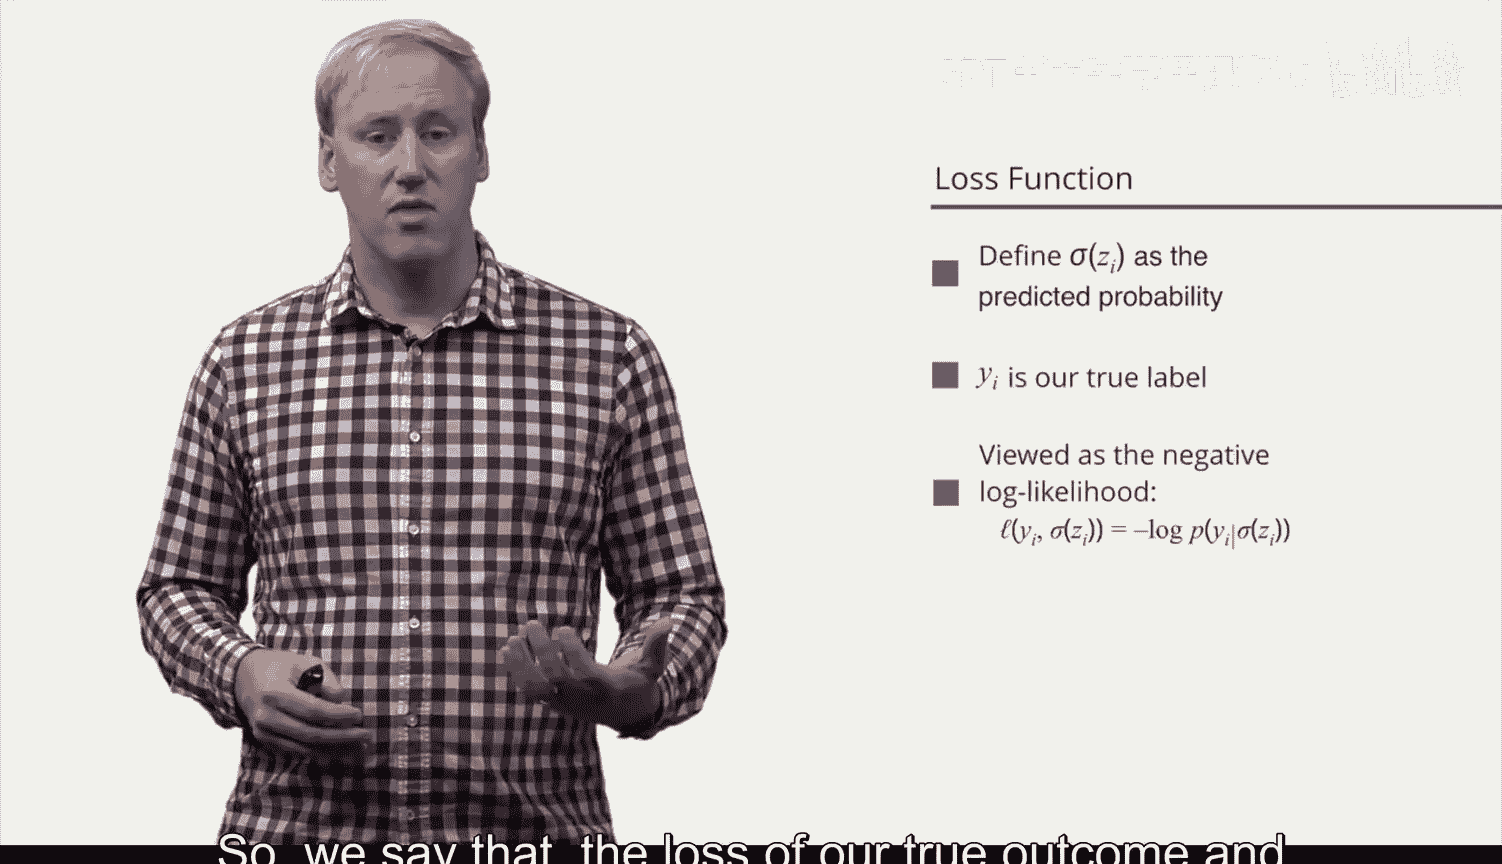 Loss Function
Define σ(zᵢ) as the
predicted probability
yᵢ is our true label
Viewed as the negative
log-likelihood:
ℓ(yᵢ, σ(zᵢ)) = –log p(yᵢ|σ(zᵢ))
So we say that the loss of our true outcome and